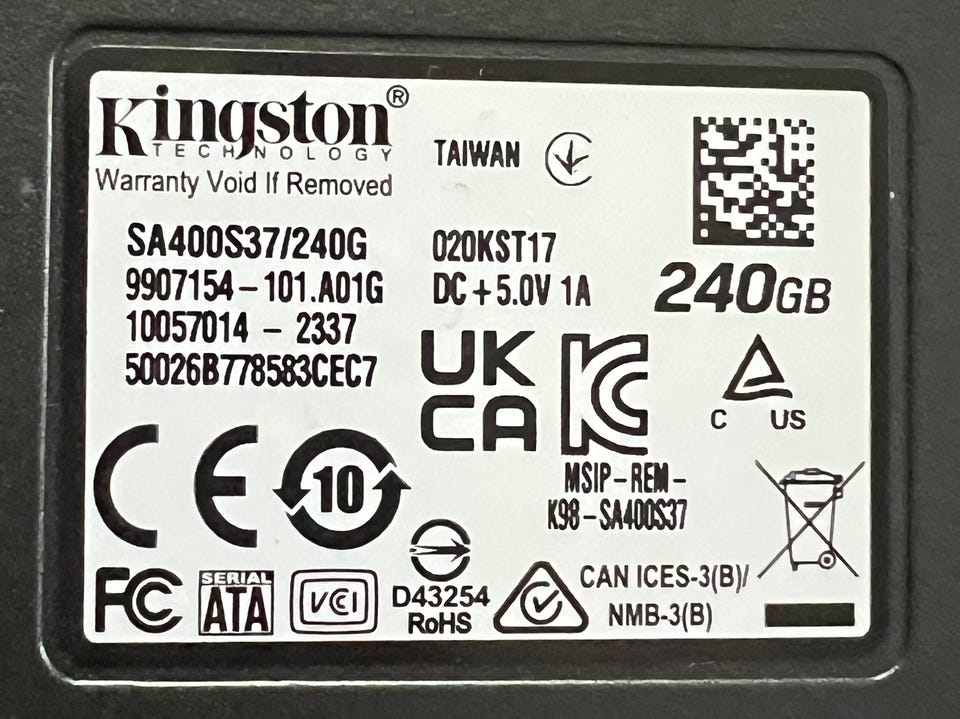 Kingston®
TECHNOLOGY
Warranty Void If Removed
TAIWAN
SA400S37/240G
9907154-101.A01G
10057014 - 2337
50026B778583CEC7
020KST17
DC+5.0V 1A
240GB
UK
CA
KC
MSIP-REM-
K98-SA400S37
C US
CE
10
FC
SERIAL
ATA
VCI
D43254
RoHS
CAN ICES-3(B)/
NMB-3(B)